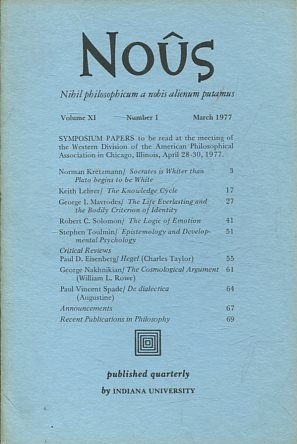 Noûs
Nihil philosophicum a nobis alienum putamus
Volume XI Number 1 March 1977
SYMPOSIUM PAPERS to be read at the meeting of
the Western Division of the American Philosophical
Association in Chicago, Illinois, April 28-30, 1977.
Norman Kretzmann/ Socrates is Whiter than 3
Plato begins to be White
Keith Lehrer/ The Knowledge Cycle 17
George I. Mavrodes/ The Life Everlasting and 27
the Bodily Criterion of Identity
Robert C. Solomon/ The Logic of Emotion 41
Stephen Toulmin/ Epistemology and Develop- 51
mental Psychology
Critical Reviews
Paul D. Eisenberg/ Hegel (Charles Taylor) 55
George Nakhnikian/ The Cosmological Argument 61
(William L. Rowe)
Paul Vincent Spade/ De dialectica 64
(Augustine)
Announcements 67
Recent Publications in Philosophy 69
published quarterly
by INDIANA UNIVERSITY